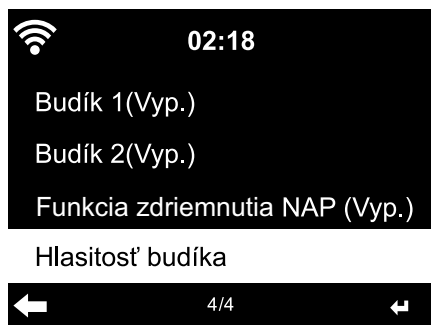 02:18
Budík 1(Vyp.)
Budík 2(Vyp.)
Funkcia zdriemnutia NAP (Vyp.)
Hlasitosť budíka
4/4